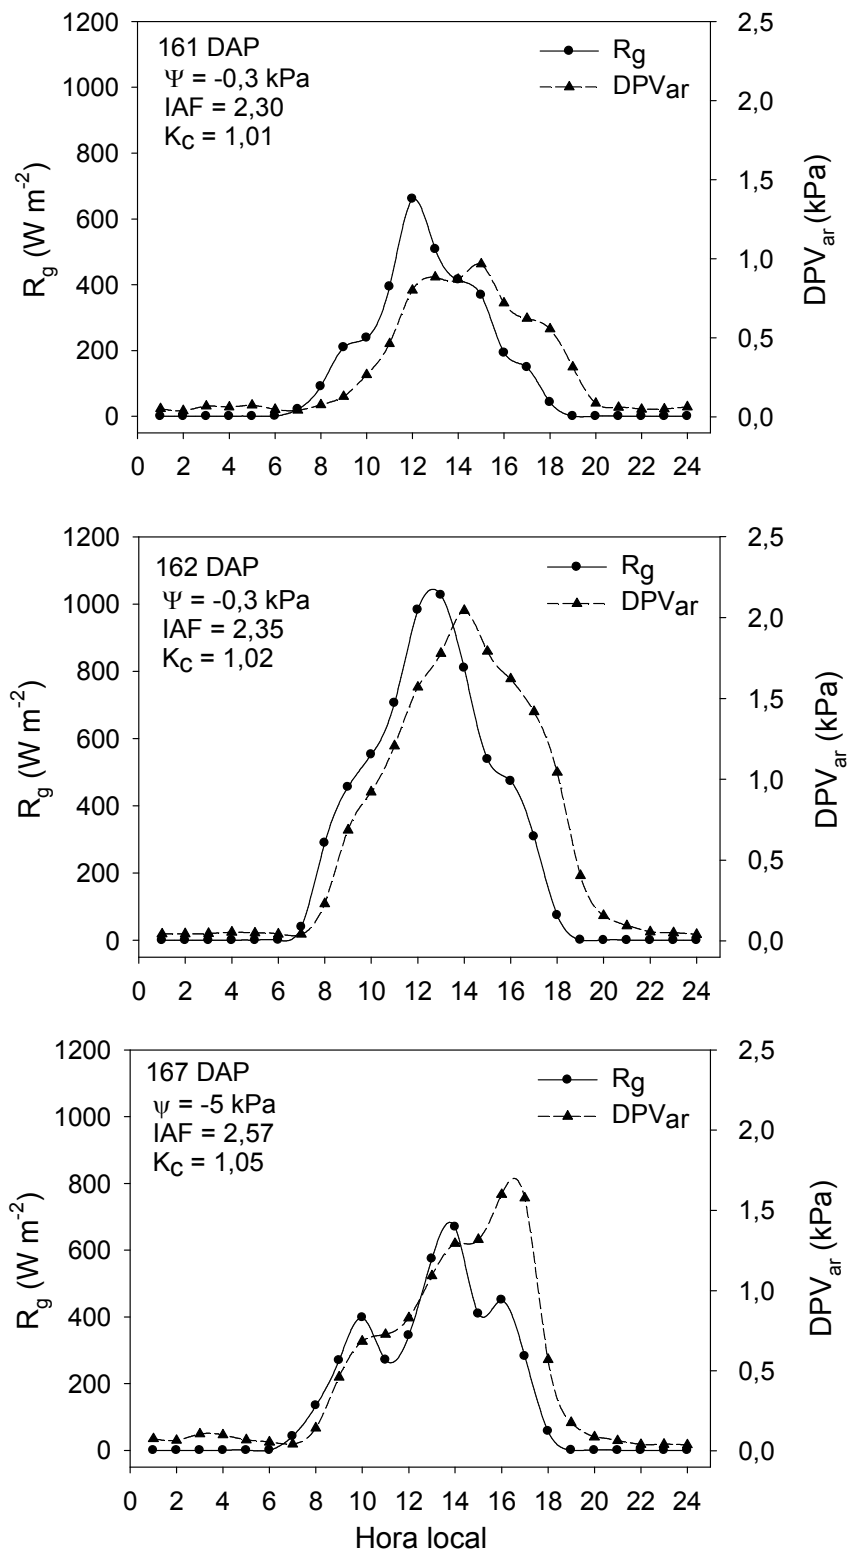 161 DAP
Ψ = -0,3 kPa
IAF = 2,30
Kc = 1,01
Rg
DPVar
1200
1000
800
600
400
200
0
2,5
2,0
1,5
1,0
0,5
0,0
Rg (W m-2)
DPVar (kPa)
0 2 4 6 8 10 12 14 16 18 20 22 24
162 DAP
Ψ = -0,3 kPa
IAF = 2,35
Kc = 1,02
Rg
DPVar
1200
1000
800
600
400
200
0
2,5
2,0
1,5
1,0
0,5
0,0
Rg (W m-2)
DPVar (kPa)
0 2 4 6 8 10 12 14 16 18 20 22 24
167 DAP
ψ = -5 kPa
IAF = 2,57
Kc = 1,05
Rg
DPVar
1200
1000
800
600
400
200
0
2,5
2,0
1,5
1,0
0,5
0,0
Rg (W m-2)
DPVar (kPa)
0 2 4 6 8 10 12 14 16 18 20 22 24
Hora local